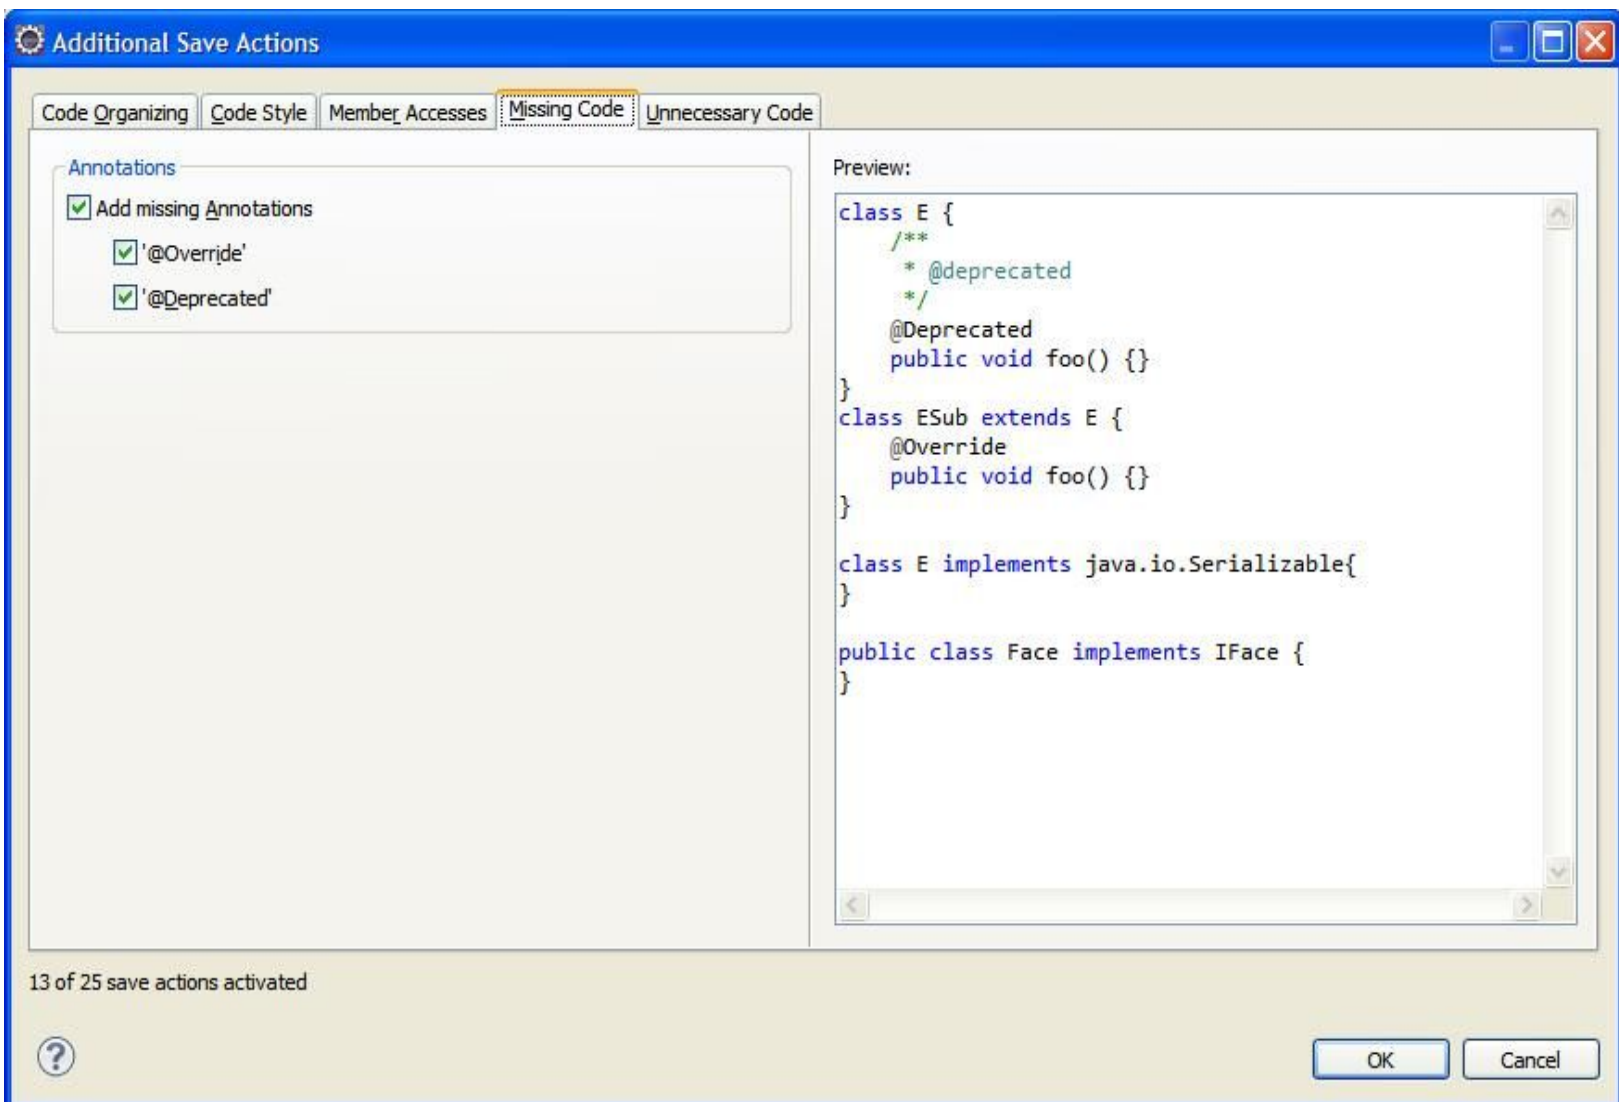 Additional Save Actions
Code Organizing Code Style Member Accesses Missing Code Unnecessary Code
Annotations
Add missing Annotations
'@Override'
'@Deprecated'
Preview:
class E {
    /**
     * @deprecated
     */
    @Deprecated
    public void foo() {}
}
class ESub extends E {
    @Override
    public void foo() {}
}

class E implements java.io.Serializable{
}

public class Face implements IFace {
}
13 of 25 save actions activated
OK Cancel